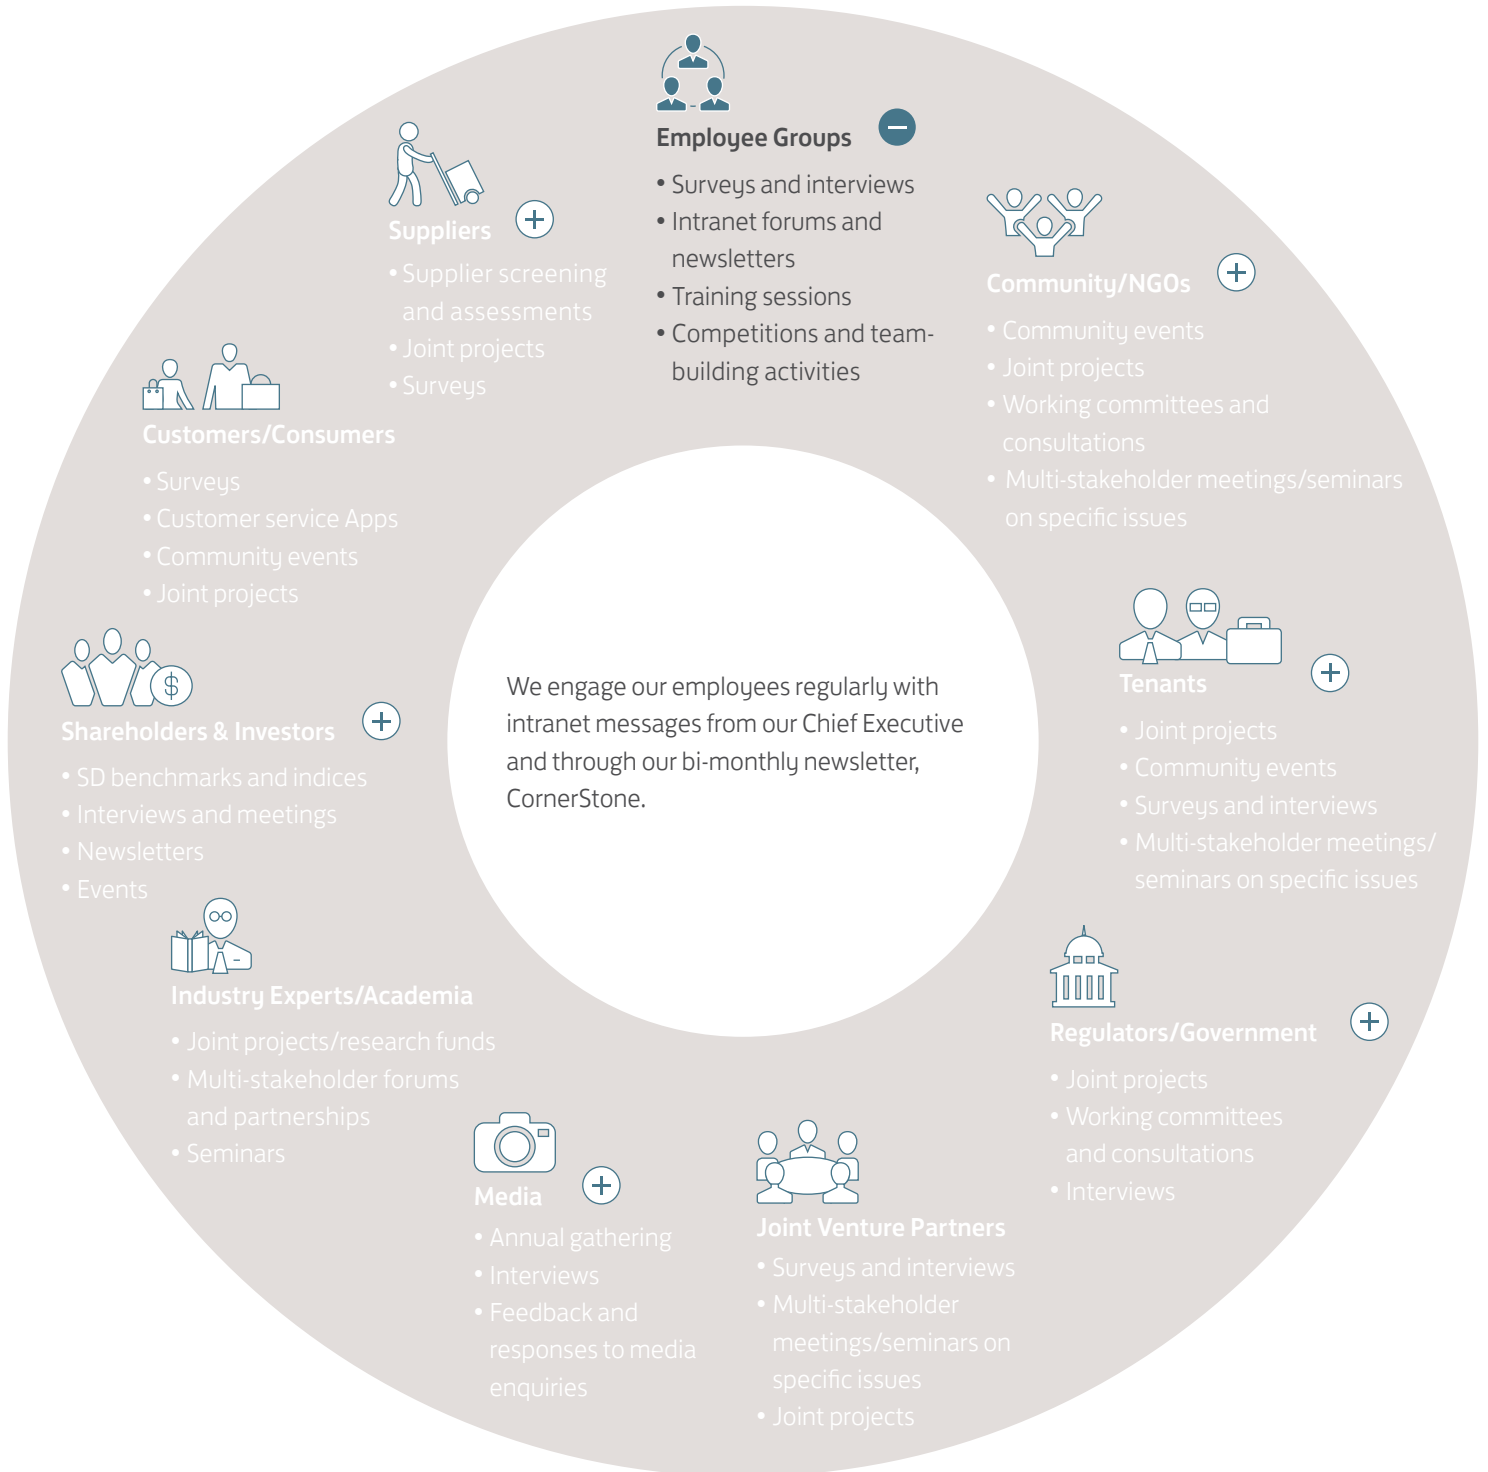 Employee Groups
• Surveys and interviews
• Intranet forums and
newsletters
• Training sessions
• Competitions and team-
building activities
Suppliers
• Supplier screening
and assessments
• Joint projects
• Surveys
Community/NGOs
• Community events
• Joint projects
• Working committees and
consultations
• Multi-stakeholder meetings/seminars
on specific issues
Customers/Consumers
• Surveys
• Customer service Apps
• Community events
• Joint projects
Tenants
• Joint projects
• Community events
• Surveys and interviews
• Multi-stakeholder meetings/
seminars on specific issues
$
Shareholders & Investors
• SD benchmarks and indices
• Interviews and meetings
• Newsletters
• Events
We engage our employees regularly with
intranet messages from our Chief Executive
and through our bi-monthly newsletter,
CornerStone.
Industry Experts/Academia
• Joint projects/research funds
• Multi-stakeholder forums
and partnerships
• Seminars
Regulators/Government
• Joint projects
• Working committees
and consultations
• Interviews
Media
• Annual gathering
• Interviews
• Feedback and
responses to media
enquiries
Joint Venture Partners
• Surveys and interviews
• Multi-stakeholder
meetings/seminars on
specific issues
• Joint projects